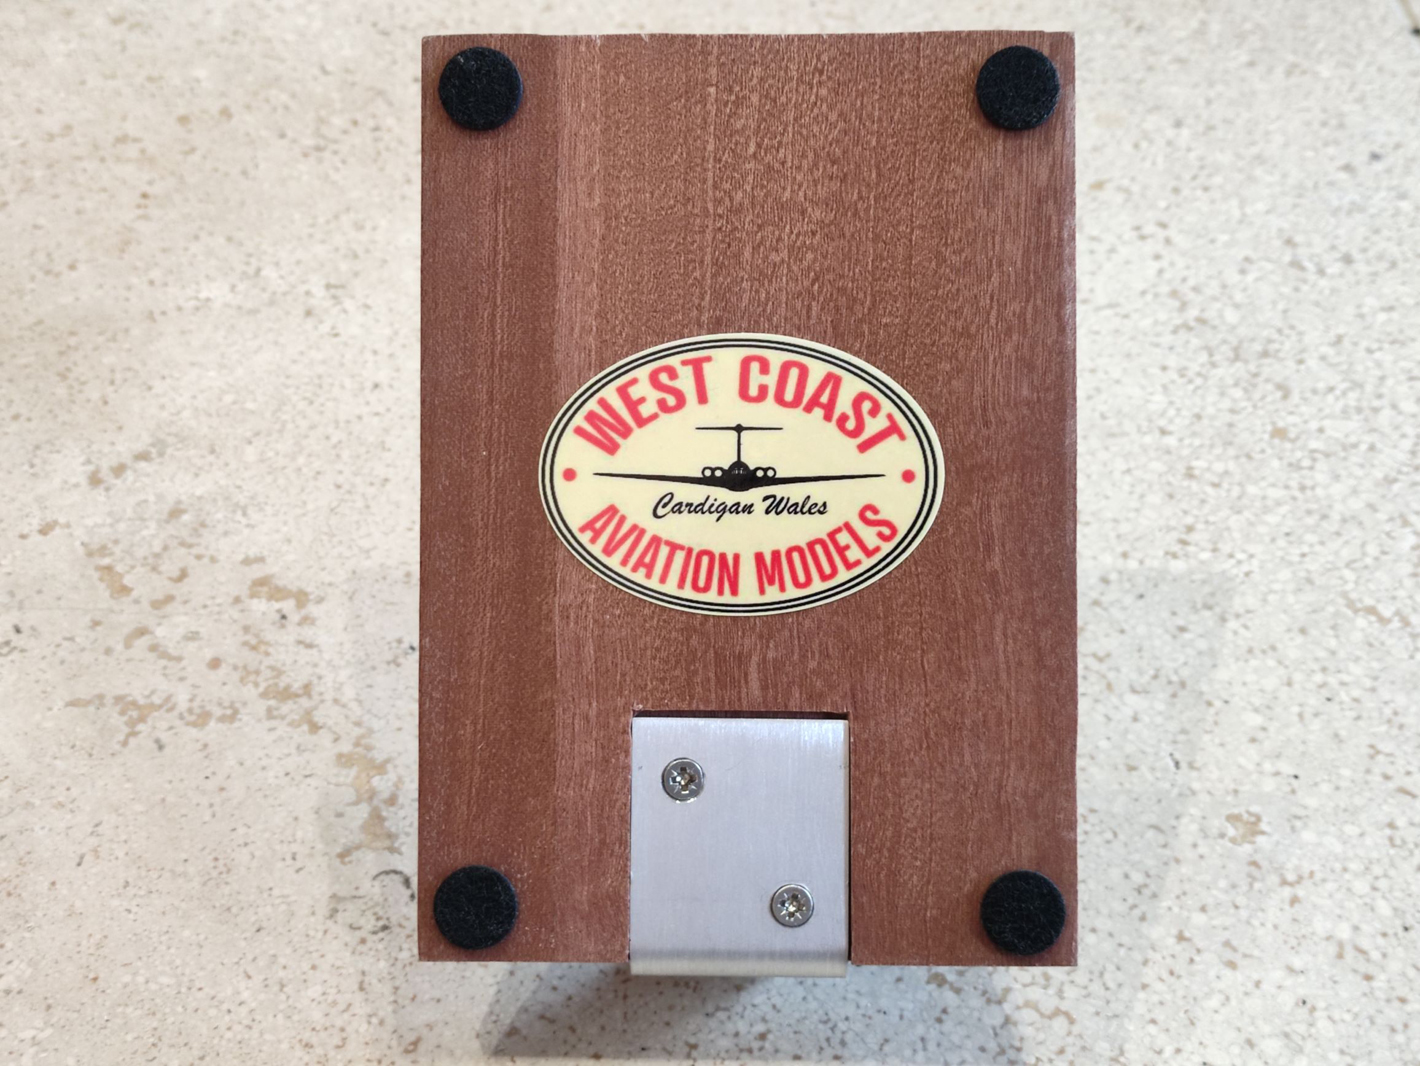 WEST COAST
Cardigan Wales
AVIATION MODELS